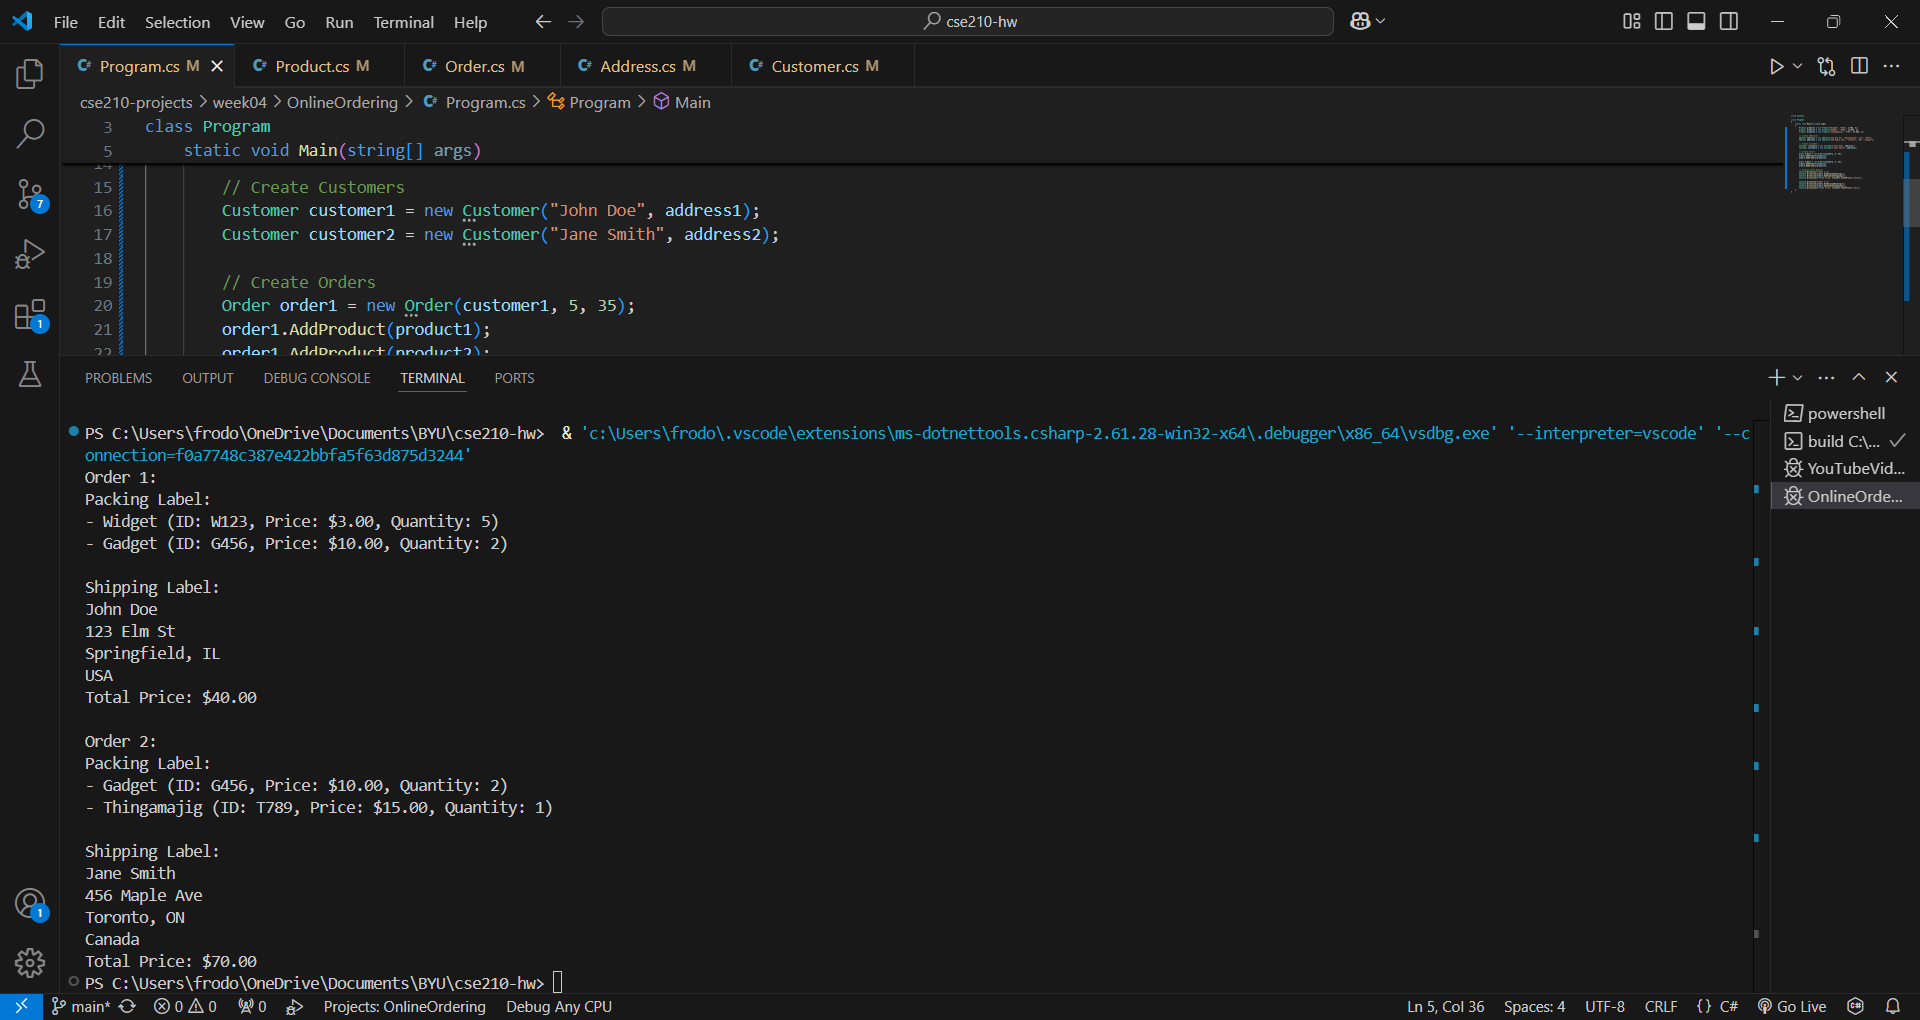 File Edit Selection View Go Run Terminal Help
cse210-hw
Program.cs M
Product.cs M
Order.cs M
Address.cs M
Customer.cs M
cse210-projects > week04 > OnlineOrdering > Program.cs > Program > Main
3 class Program
5 static void Main(string[] args)
14
15 // Create Customers
16 Customer customer1 = new Customer("John Doe", address1);
17 Customer customer2 = new Customer("Jane Smith", address2);
18
19 // Create Orders
20 Order order1 = new Order(customer1, 5, 35);
21 order1.AddProduct(product1);
22 order1.AddProduct(product2);
7
1
PROBLEMS OUTPUT DEBUG CONSOLE TERMINAL PORTS
powershell
build C:\...
YouTubeVid...
OnlineOrde...
PS C:\Users\frodo\OneDrive\Documents\BYU\cse210-hw> & 'c:\Users\frodo\.vscode\extensions\ms-dotnettools.csharp-2.61.28-win32-x64\.debugger\x86_64\vsdbg.exe' '--interpreter=vscode' '--c
onnection=f0a7748c387e422bbfa5f63d875d3244'
Order 1:
Packing Label:
- Widget (ID: W123, Price: $3.00, Quantity: 5)
- Gadget (ID: G456, Price: $10.00, Quantity: 2)
Shipping Label:
John Doe
123 Elm St
Springfield, IL
USA
Total Price: $40.00
Order 2:
Packing Label:
- Gadget (ID: G456, Price: $10.00, Quantity: 2)
- Thingamajig (ID: T789, Price: $15.00, Quantity: 1)
Shipping Label:
Jane Smith
456 Maple Ave
Toronto, ON
Canada
Total Price: $70.00
PS C:\Users\frodo\OneDrive\Documents\BYU\cse210-hw>
1
main* 0 0 0 Projects: OnlineOrdering Debug Any CPU Ln 5, Col 36 Spaces: 4 UTF-8 CRLF {} C# Go Live